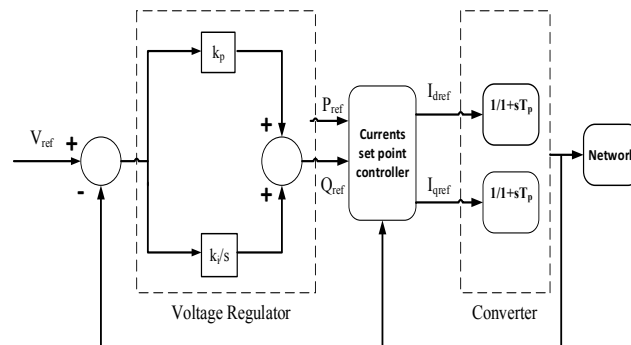 k_p
P_ref
I_dref
1/1+sT_p
V_ref
+
-
+
+
Currents
set point
controller
Network
Q_ref
I_qref
1/1+sT_p
k_i/s
Voltage Regulator
Converter